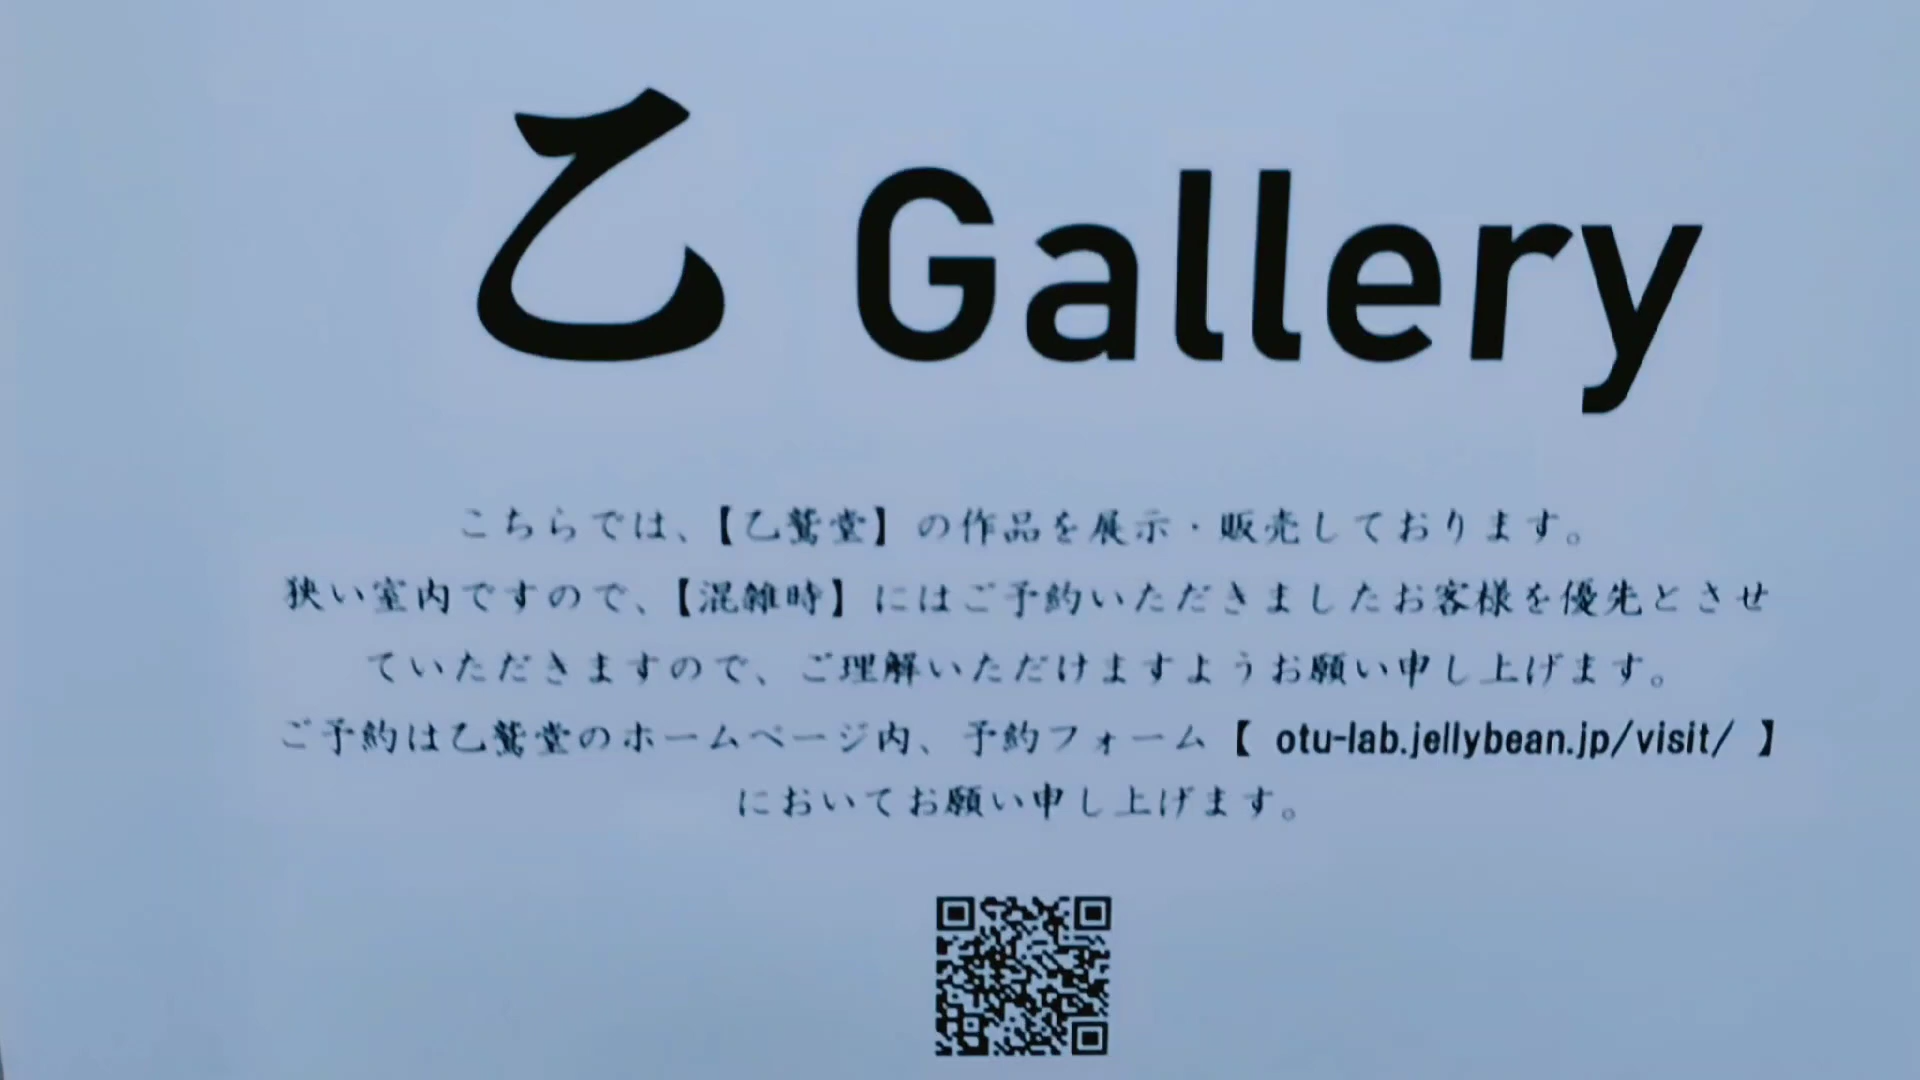 乙 Gallery
こちらでは、【乙鷲堂】の作品を展示・販売しております。
狭い室内ですので、【混雑時】にはご予約いただきましたお客様を優先とさせ
ていただきますので、ご理解いただけますようお願い申し上げます。
ご予約は乙鷲堂のホームページ内、予約フォーム【 otu-lab.jellybean.jp/visit/ 】
においてお願い申し上げます。